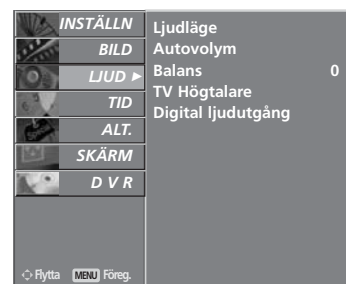 INSTÄLLN
BILD
LJUD ►
TID
ALT.
SKÄRM
D V R
Ljudläge
Autovolym
Balans 0
TV Högtalare
Digital ljudutgång
Flytta MENU Föreg.